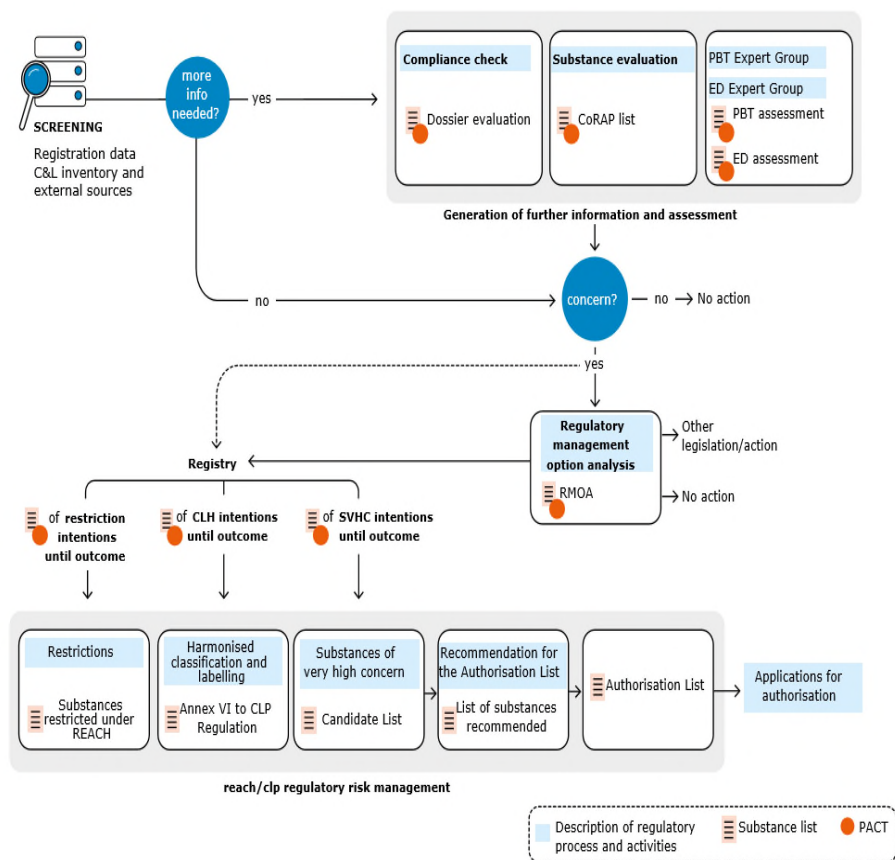 more
info
needed?
yes
SCREENING
Registration data
C&L inventory and
external sources
Compliance check
Dossier evaluation
Substance evaluation
CoRAP list
PBT Expert Group
ED Expert Group
PBT assessment
ED assessment
Generation of further information and assessment
no
concern?
no
No action
yes
Regulatory
management
option analysis
RMOA
Other
legislation/action
No action
Registry
of restriction
intentions
until outcome
of CLH intentions
until outcome
of SVHC intentions
until outcome
Restrictions
Substances
restricted under
REACH
Harmonised
classification and
labelling
Annex VI to CLP
Regulation
Substances of
very high concern
Candidate List
Recommendation for
the Authorisation List
List of substances
recommended
Authorisation List
Applications for
authorisation
reach/clp regulatory risk management
Description of regulatory
process and activities
Substance list
PACT